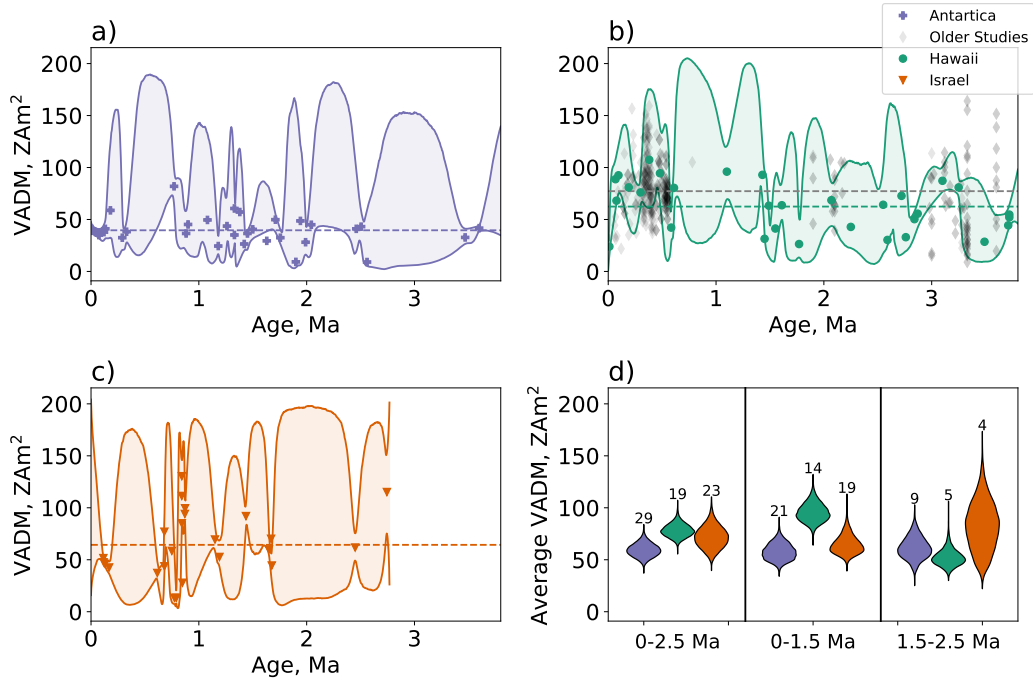 a)
VADM, ZAm²
200
150
100
50
0
0 1 2 3
Age, Ma
b)
Antartica
Older Studies
Hawaii
Israel
200
150
100
50
0
0 1 2 3
Age, Ma
c)
VADM, ZAm²
200
150
100
50
0
0 1 2 3
Age, Ma
d)
Average VADM, ZAm²
200
150
100
50
0
29 19 23
21 14 19
9 5 4
0-2.5 Ma 0-1.5 Ma 1.5-2.5 Ma